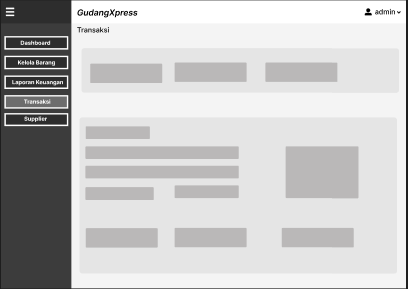 GudangXpress
admin
Transaksi
Dashboard
Kelola Barang
Laporan Keuangan
Transaksi
Supplier